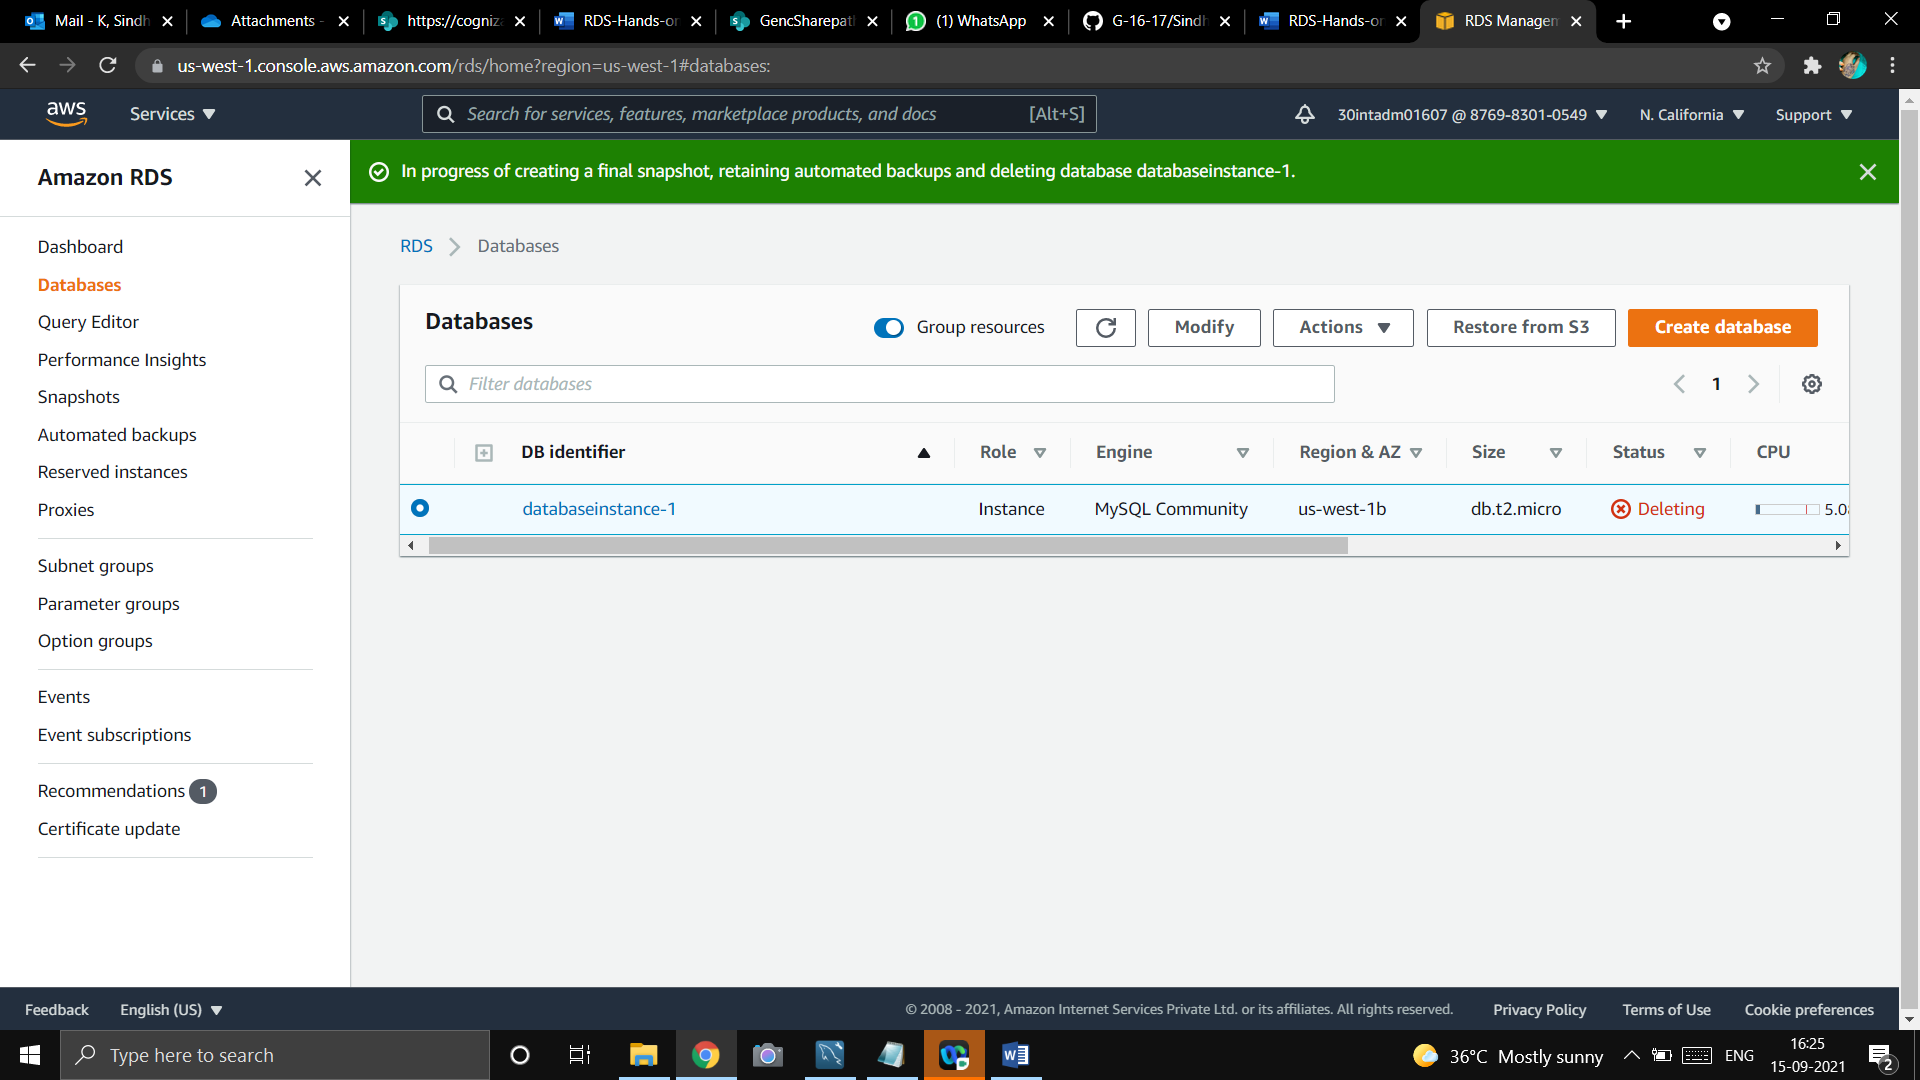 Mail - K, Sindh
Attachments -
https://cogniza
RDS-Hands-on
GencSharepath
(1) WhatsApp
G-16-17/Sindh
RDS-Hands-on
RDS Managem
us-west-1.console.aws.amazon.com/rds/home?region=us-west-1#databases:
aws
Services
Search for services, features, marketplace products, and docs
[Alt+S]
30intadm01607 @ 8769-8301-0549
N. California
Support
Amazon RDS
In progress of creating a final snapshot, retaining automated backups and deleting database databaseinstance-1.
Dashboard
Databases
Query Editor
Performance Insights
Snapshots
Automated backups
Reserved instances
Proxies
Subnet groups
Parameter groups
Option groups
Events
Event subscriptions
Recommendations 1
Certificate update
RDS
Databases
Databases
Group resources
Modify
Actions
Restore from S3
Create database
Filter databases
1
DB identifier
Role
Engine
Region & AZ
Size
Status
CPU
databaseinstance-1
Instance
MySQL Community
us-west-1b
db.t2.micro
Deleting
5.0
Feedback
English (US)
© 2008 - 2021, Amazon Internet Services Private Ltd. or its affiliates. All rights reserved.
Privacy Policy
Terms of Use
Cookie preferences
Type here to search
36°C Mostly sunny
ENG
16:25
15-09-2021
2